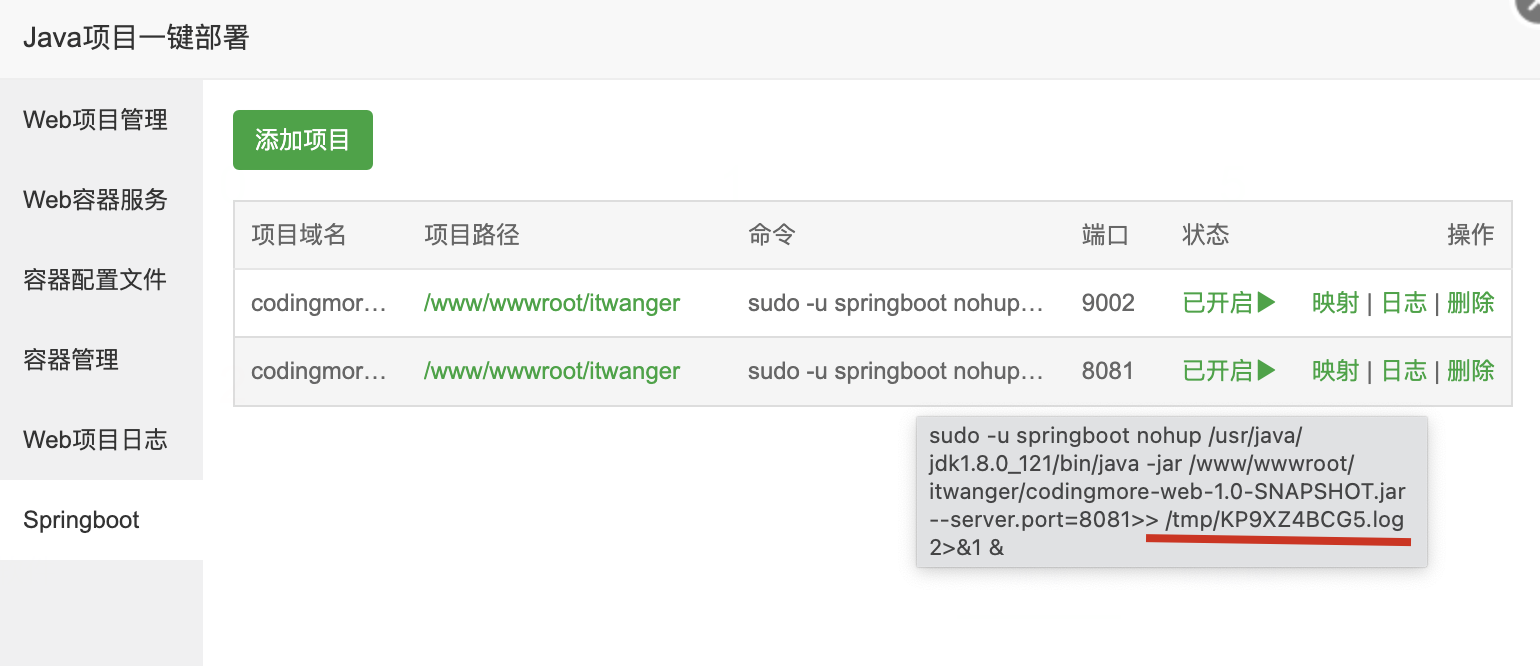 Java项目一键部署
Web项目管理
Web容器服务
容器配置文件
容器管理
Web项目日志
Springboot
添加项目
项目域名 项目路径 命令 端口 状态 操作
codingmor… /www/wwwroot/itwanger sudo -u springboot nohup… 9002 已开启▶ 映射 | 日志 | 删除
codingmor… /www/wwwroot/itwanger sudo -u springboot nohup… 8081 已开启▶ 映射 | 日志 | 删除
sudo -u springboot nohup /usr/java/
jdk1.8.0_121/bin/java -jar /www/wwwroot/
itwanger/codingmore-web-1.0-SNAPSHOT.jar
--server.port=8081>> /tmp/KP9XZ4BCG5.log
2>&1 &